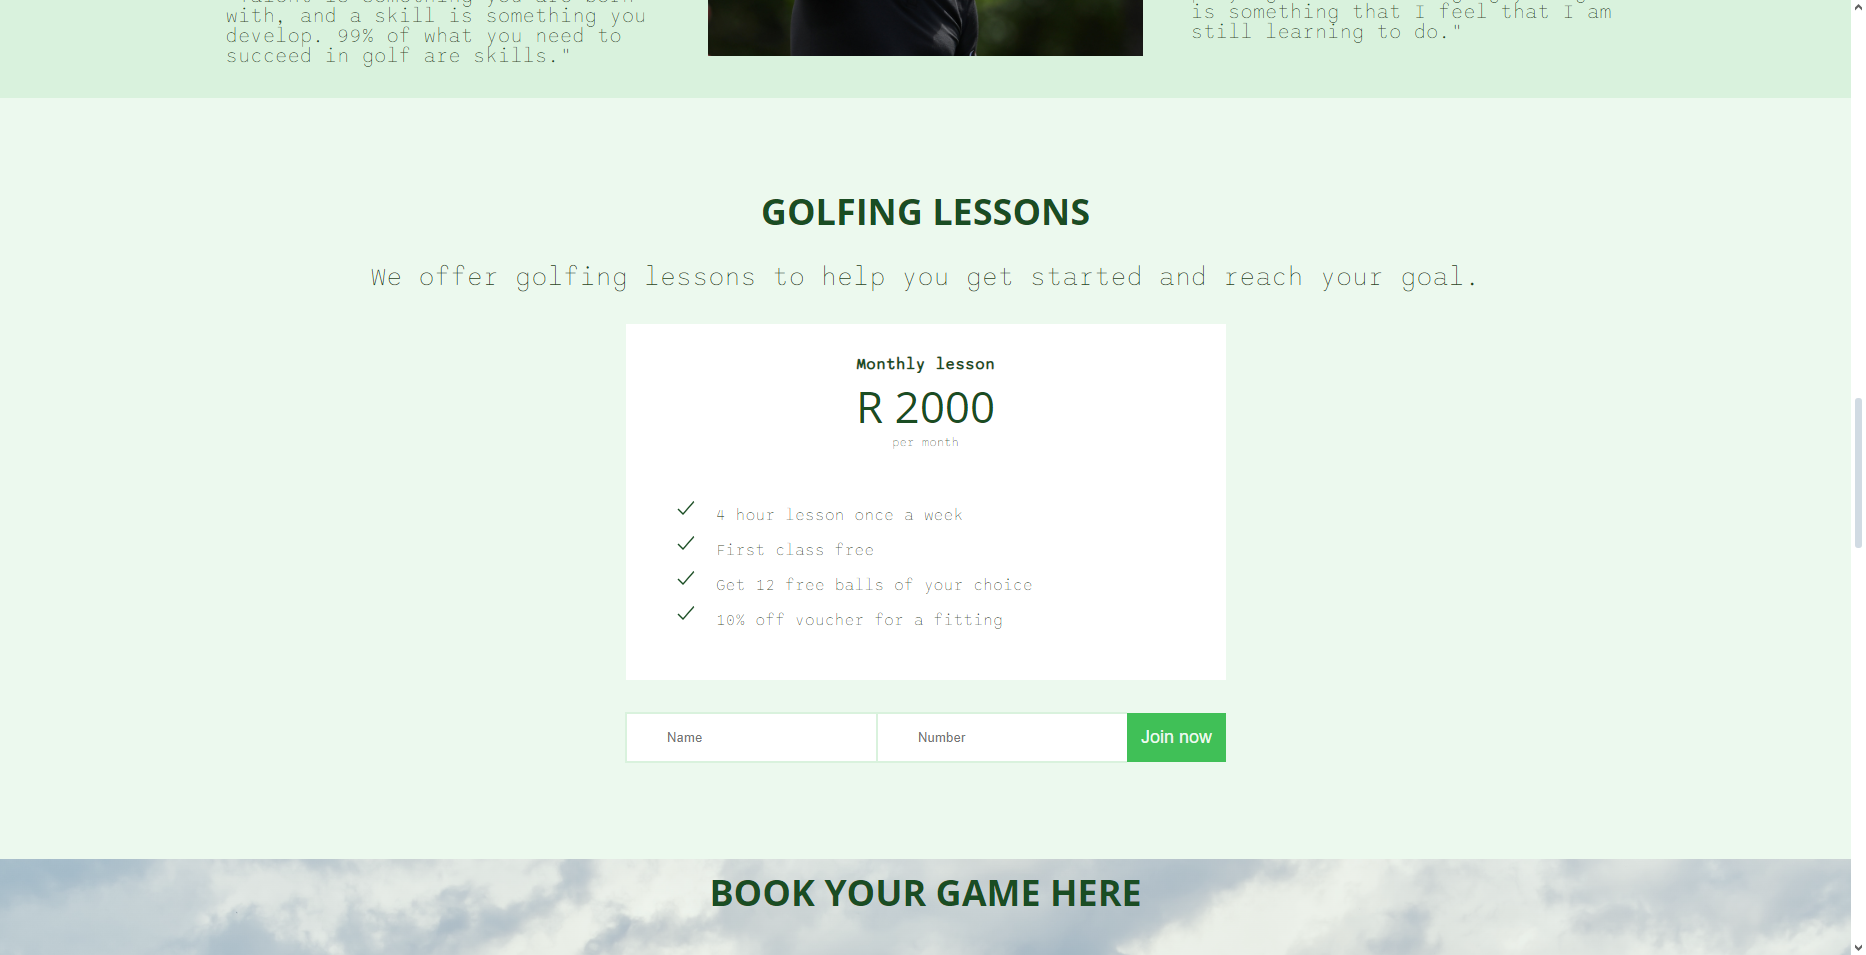 with, and a skill is something you
develop. 99% of what you need to
succeed in golf are skills."
is something that I feel that I am
still learning to do."
GOLFING LESSONS
We offer golfing lessons to help you get started and reach your goal.
Monthly lesson
R 2000
per month
4 hour lesson once a week
First class free
Get 12 free balls of your choice
10% off voucher for a fitting
Name
Number
Join now
BOOK YOUR GAME HERE